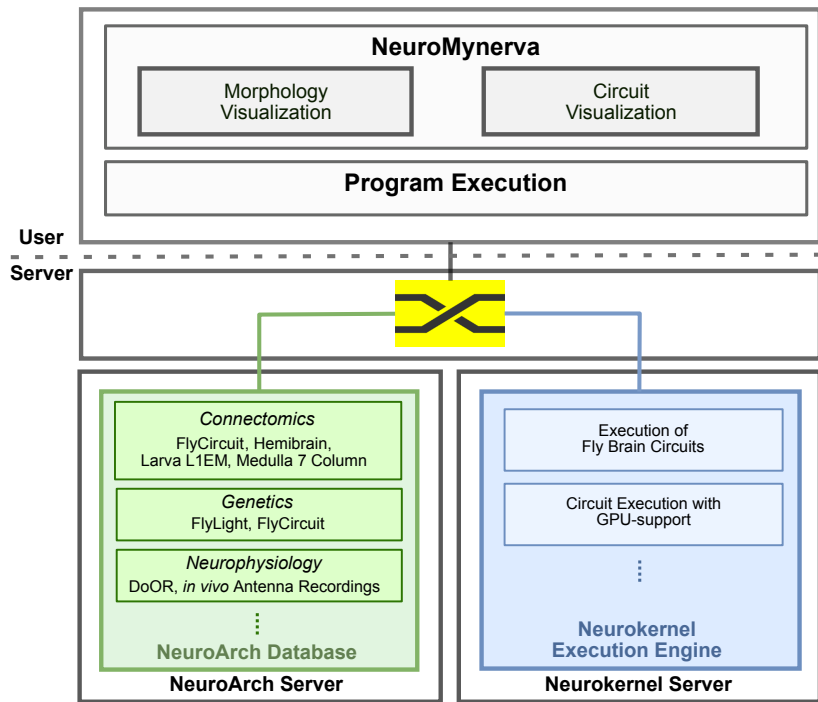 NeuroMynerva
Morphology
Visualization
Circuit
Visualization
Program Execution
User
Server
Connectomics
FlyCircuit, Hemibrain,
Larva L1EM, Medulla 7 Column
Genetics
FlyLight, FlyCircuit
Neurophysiology
DoOR, in vivo Antenna Recordings
NeuroArch Database
NeuroArch Server
Execution of
Fly Brain Circuits
Circuit Execution with
GPU-support
Neurokernel
Execution Engine
Neurokernel Server